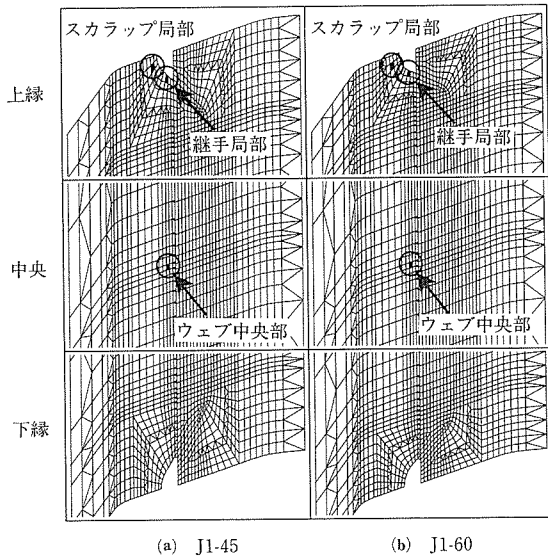 スカラップ局部
スカラップ局部
上縁
継手局部
継手局部
中央
ウェブ中央部
ウェブ中央部
下縁
(a) J1-45
(b) J1-60